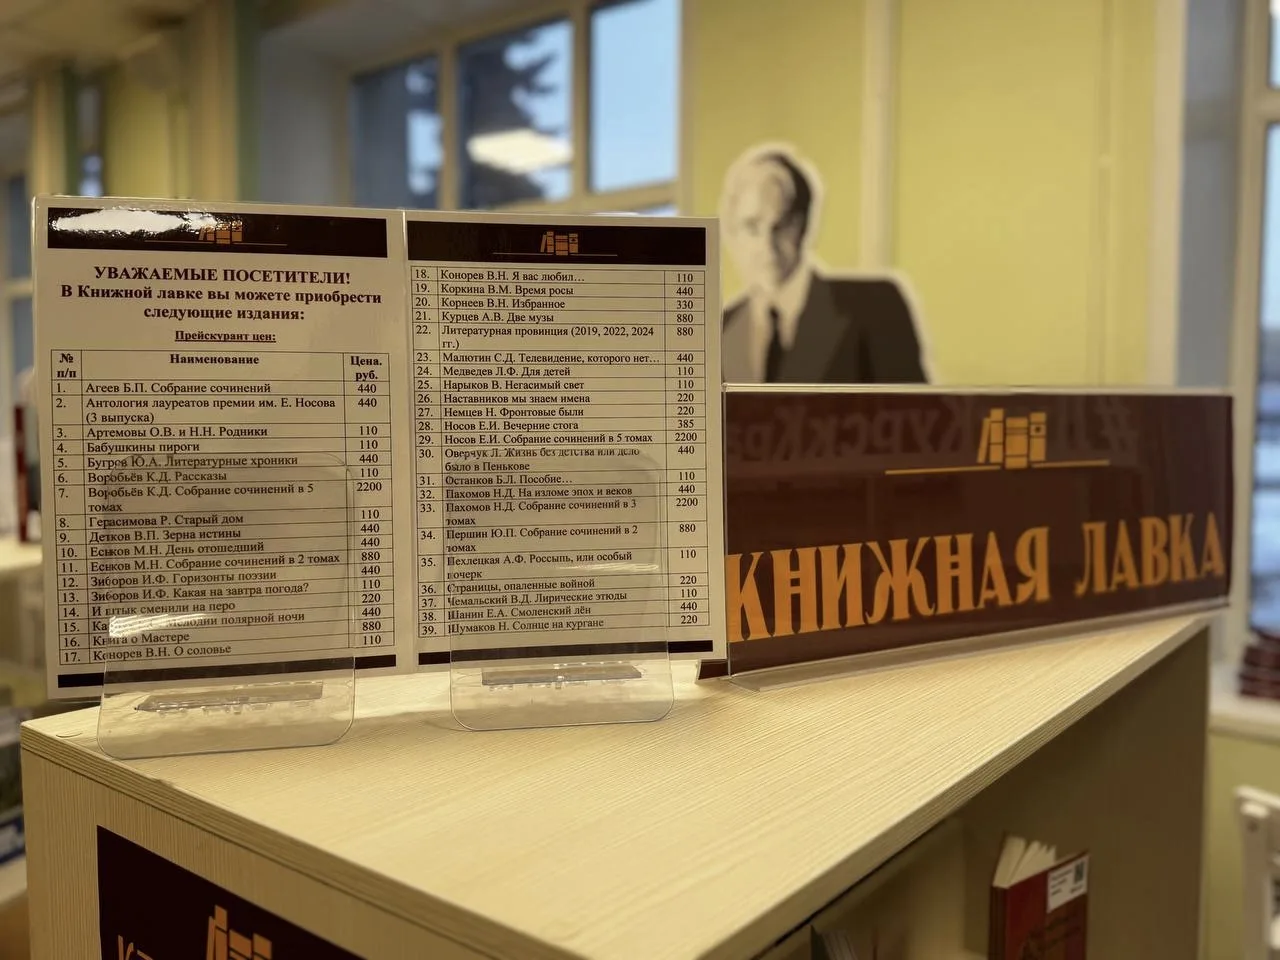 УВАЖАЕМЫЕ ПОСЕТИТЕЛИ!
В Книжной лавке вы можете приобрести
следующие издания:
Прейскурант цен:
№ Наименование Цена.
п/п руб.
1. Агеев Б.П. Собрание сочинений 440
2. Антология лауреатов премии им. Е. Носова 440
(3 выпуска)
3. Артемовы О.В. и Н.Н. Родники 110
4. Бабушкины пироги 110
5. Бугров Ю.А. Литературные хроники 440
6. Воробьёв К.Д. Рассказы 110
7. Воробьёв К.Д. Собрание сочинений в 5 2200
томах
8. Герасимова Р. Старый дом 110
9. Детков В.П. Зерна истины 440
10. Еськов М.Н. День отошедший 440
11. Еськов М.Н. Собрание сочинений в 2 томах 880
12. Зиборов И.Ф. Горизонты поэзии 440
13. Зиборов И.Ф. Какая на завтра погода? 110
14. И штык сменили на перо 220
15. Мелодии полярной ночи 440
16. Книга о Мастере 880
17. Конорев В.Н. О соловье 110
18. Конорев В.Н. Я вас любил… 110
19. Коркина В.М. Время росы 440
20. Корнеев В.Н. Избранное 330
21. Курцев А.В. Две музы 880
22. Литературная провинция (2019, 2022, 2024 880
гг.)
23. Малютин С.Д. Телевидение, которого нет… 440
24. Медведев Л.Ф. Для детей 110
25. Нарыков В. Негасимый свет 110
26. Наставников мы знаем имена 220
27. Немцев Н. Фронтовые были 220
28. Носов Е.И. Вечерние стога 385
29. Носов Е.И. Собрание сочинений в 5 томах 2200
30. Оверчук Л. Жизнь без детства или дело 440
было в Пенькове
31. Останков Б.Л. Пособие… 110
32. Пахомов Н.Д. На изломе эпох и веков 440
33. Пахомов Н.Д. Собрание сочинений в 3 2200
томах
34. Першин Ю.П. Собрание сочинений в 2 880
томах
35. Пехлецкая А.Ф. Россыпь, или особый 110
почерк
36. Страницы, опаленные войной 220
37. Чемальский В.Д. Лирические этюды 110
38. Шанин Е.А. Смоленский лён 440
39. Шумаков Н. Солнце на кургане 220
КНИЖНАЯ ЛАВКА